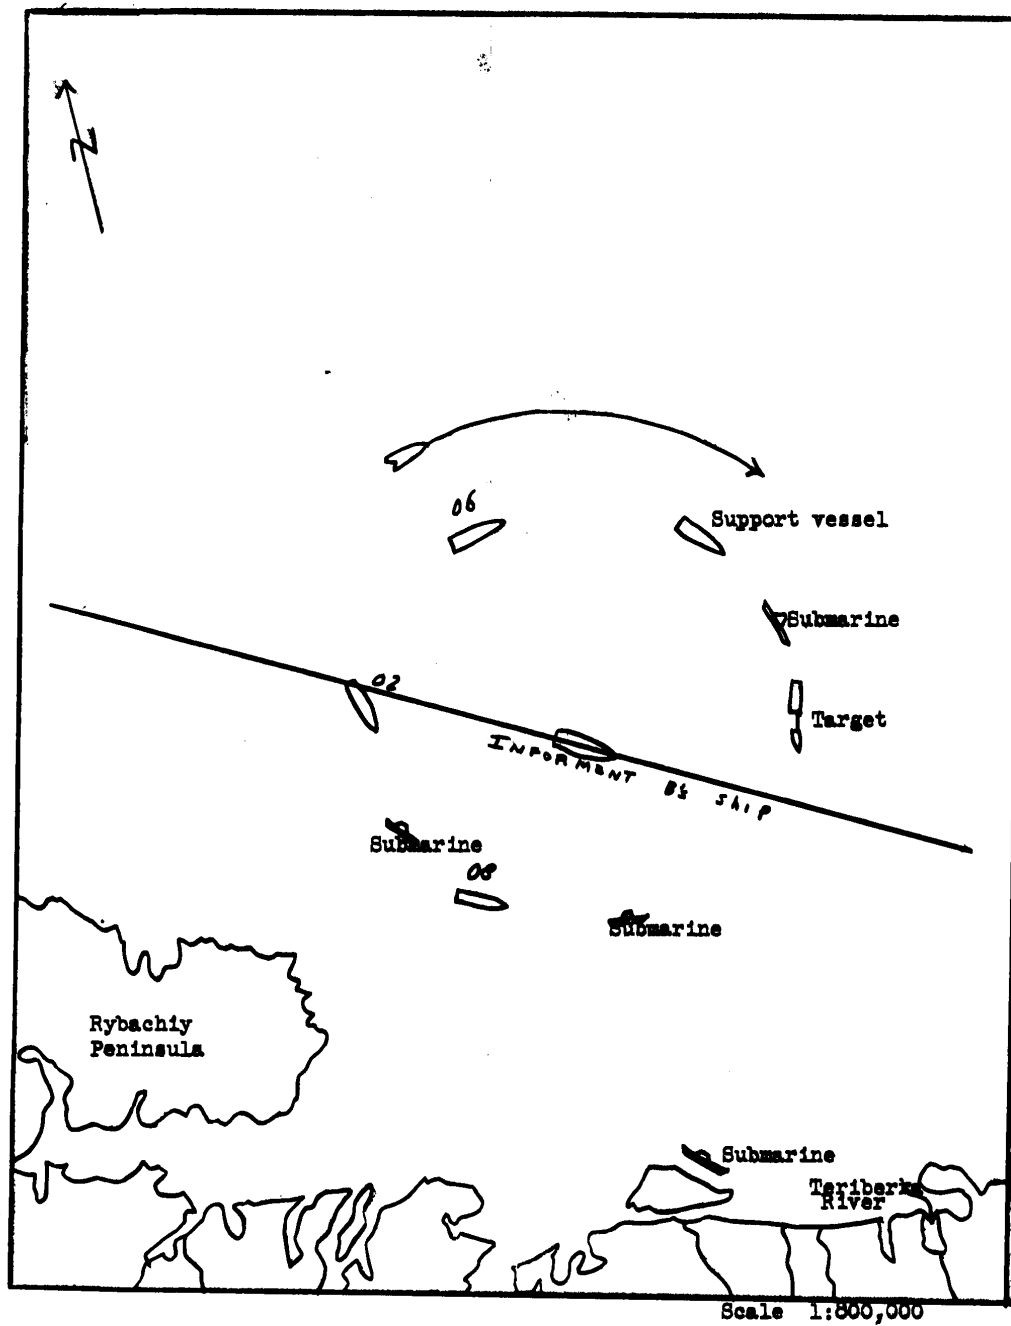 N
06
Support vessel
Submarine
02
Target
INFORMENT B's ship
Submarine
08
Submarine
Rybachiy
Peninsula
Submarine
Teriberka
River
Scale 1:800,000